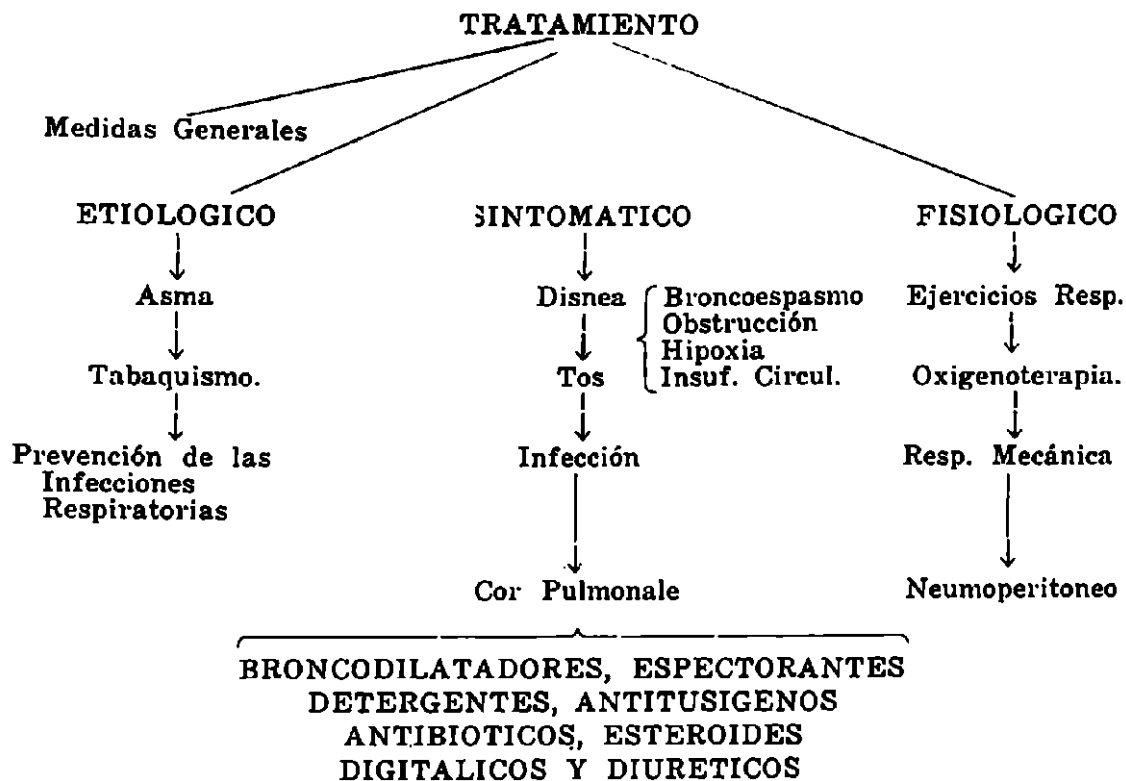 TRATAMIENTO
Medidas Generales
ETIOLOGICO
Asma
Tabaquismo.
Prevención de las
Infecciones
Respiratorias
SINTOMATICO
Disnea
Tos
Broncoespasmo
Obstrucción
Hipoxia
Insuf. Circul.
Infección
Cor Pulmonale
FISIOLOGICO
Ejercicios Resp.
Oxigenoterapia.
Resp. Mecánica
Neumoperitoneo
BRONCODILATADORES, ESPECTORANTES
DETERGENTES, ANTITUSIGENOS
ANTIBIOTICOS, ESTEROIDES
DIGITALICOS Y DIURETICOS